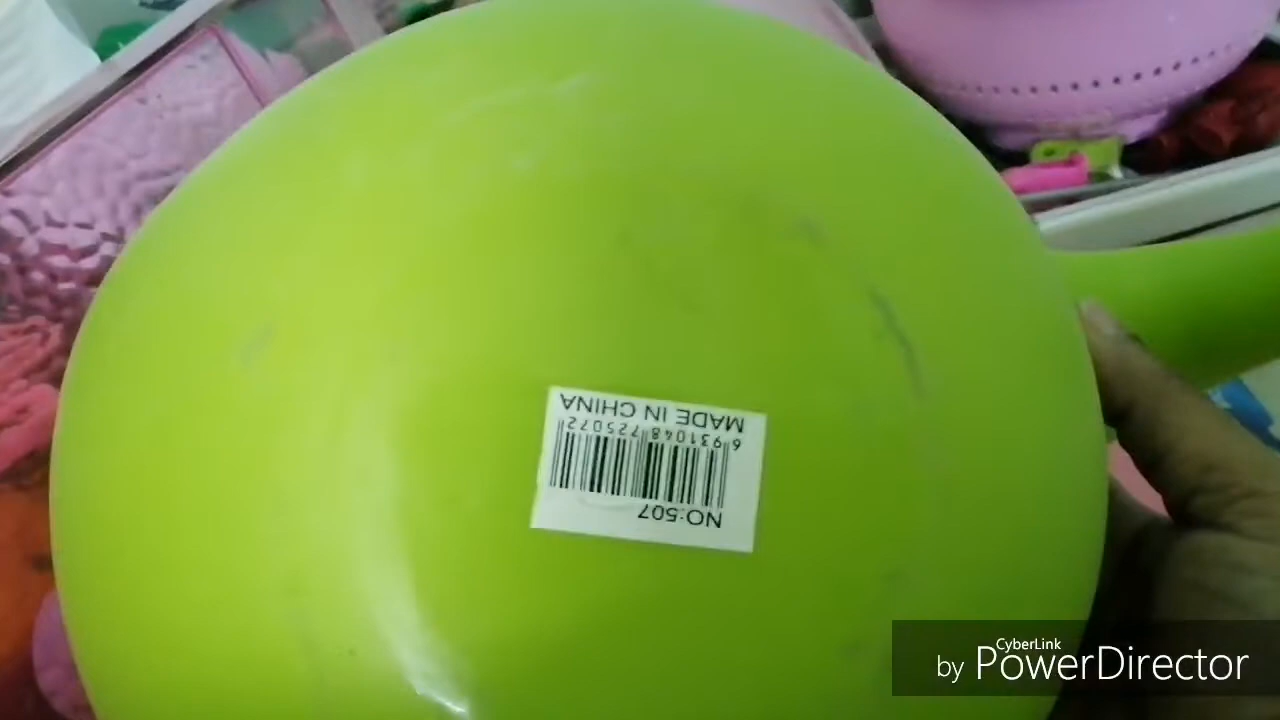 NO:507
6 931048 725072
MADE IN CHINA
CyberLink
by PowerDirector